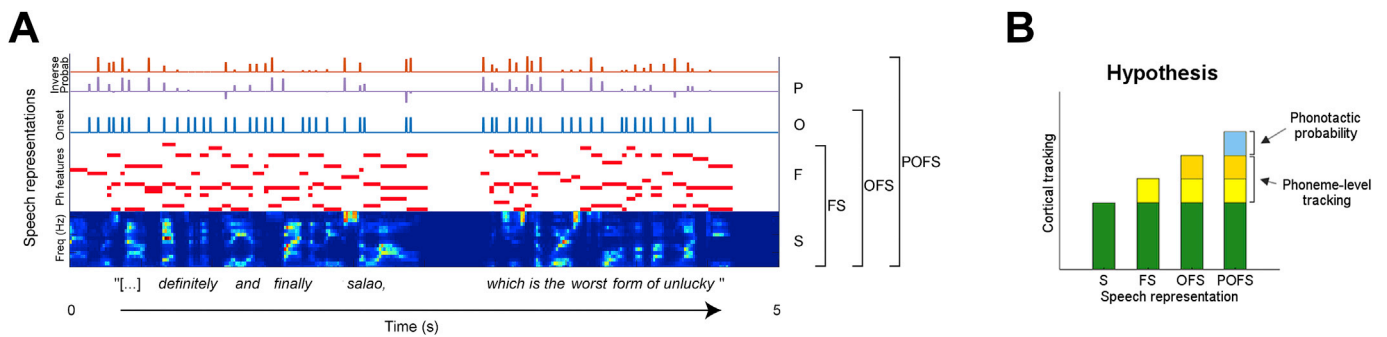 A
Speech representations
Inverse
Probab
Onset
Ph features
Freq (Hz)
P
O
F
S
FS
OFS
POFS
"[...] definitely and finally salao, which is the worst form of unlucky "
0
5
Time (s)
B
Hypothesis
Cortical tracking
Phonotactic
probability
Phoneme-level
tracking
S FS OFS POFS
Speech representation